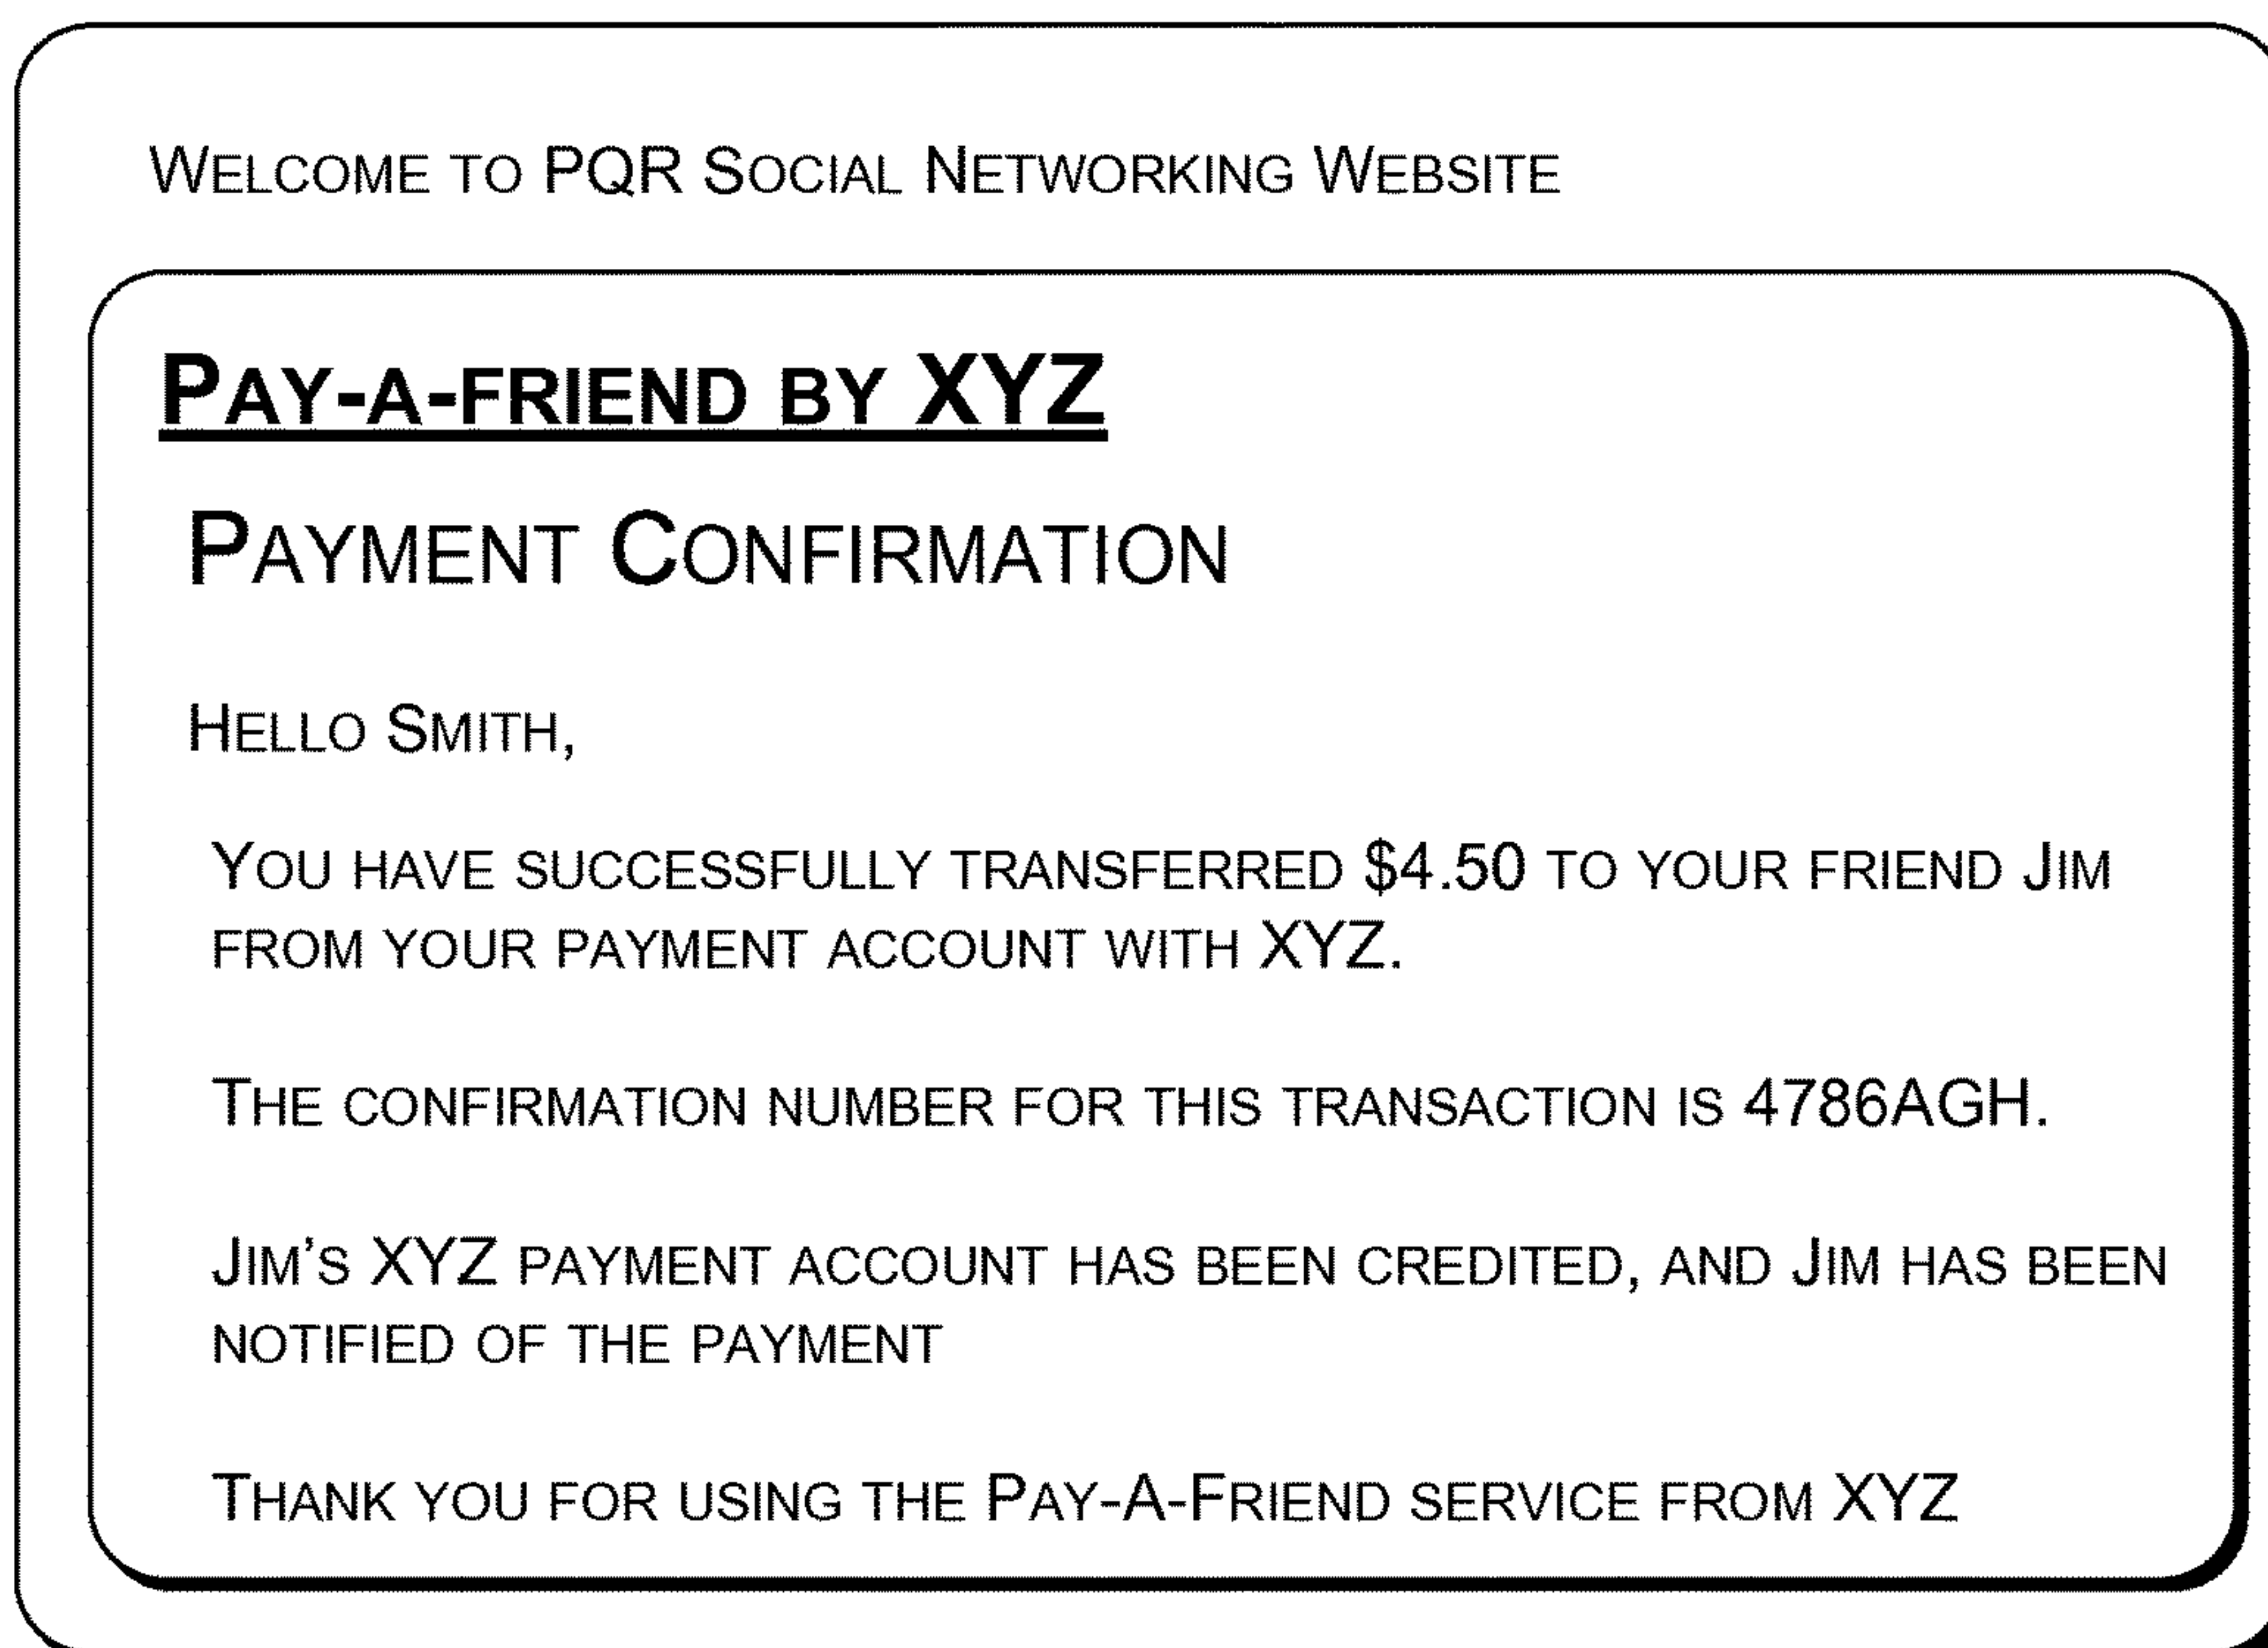 Welcome to PQR Social Networking Website
Pay-a-friend by XYZ
Payment Confirmation
Hello Smith,
You have successfully transferred $4.50 to your friend Jim
from your payment account with XYZ.
The confirmation number for this transaction is 4786AGH.
Jim's XYZ payment account has been credited, and Jim has been
notified of the payment
Thank you for using the Pay-A-Friend service from XYZ